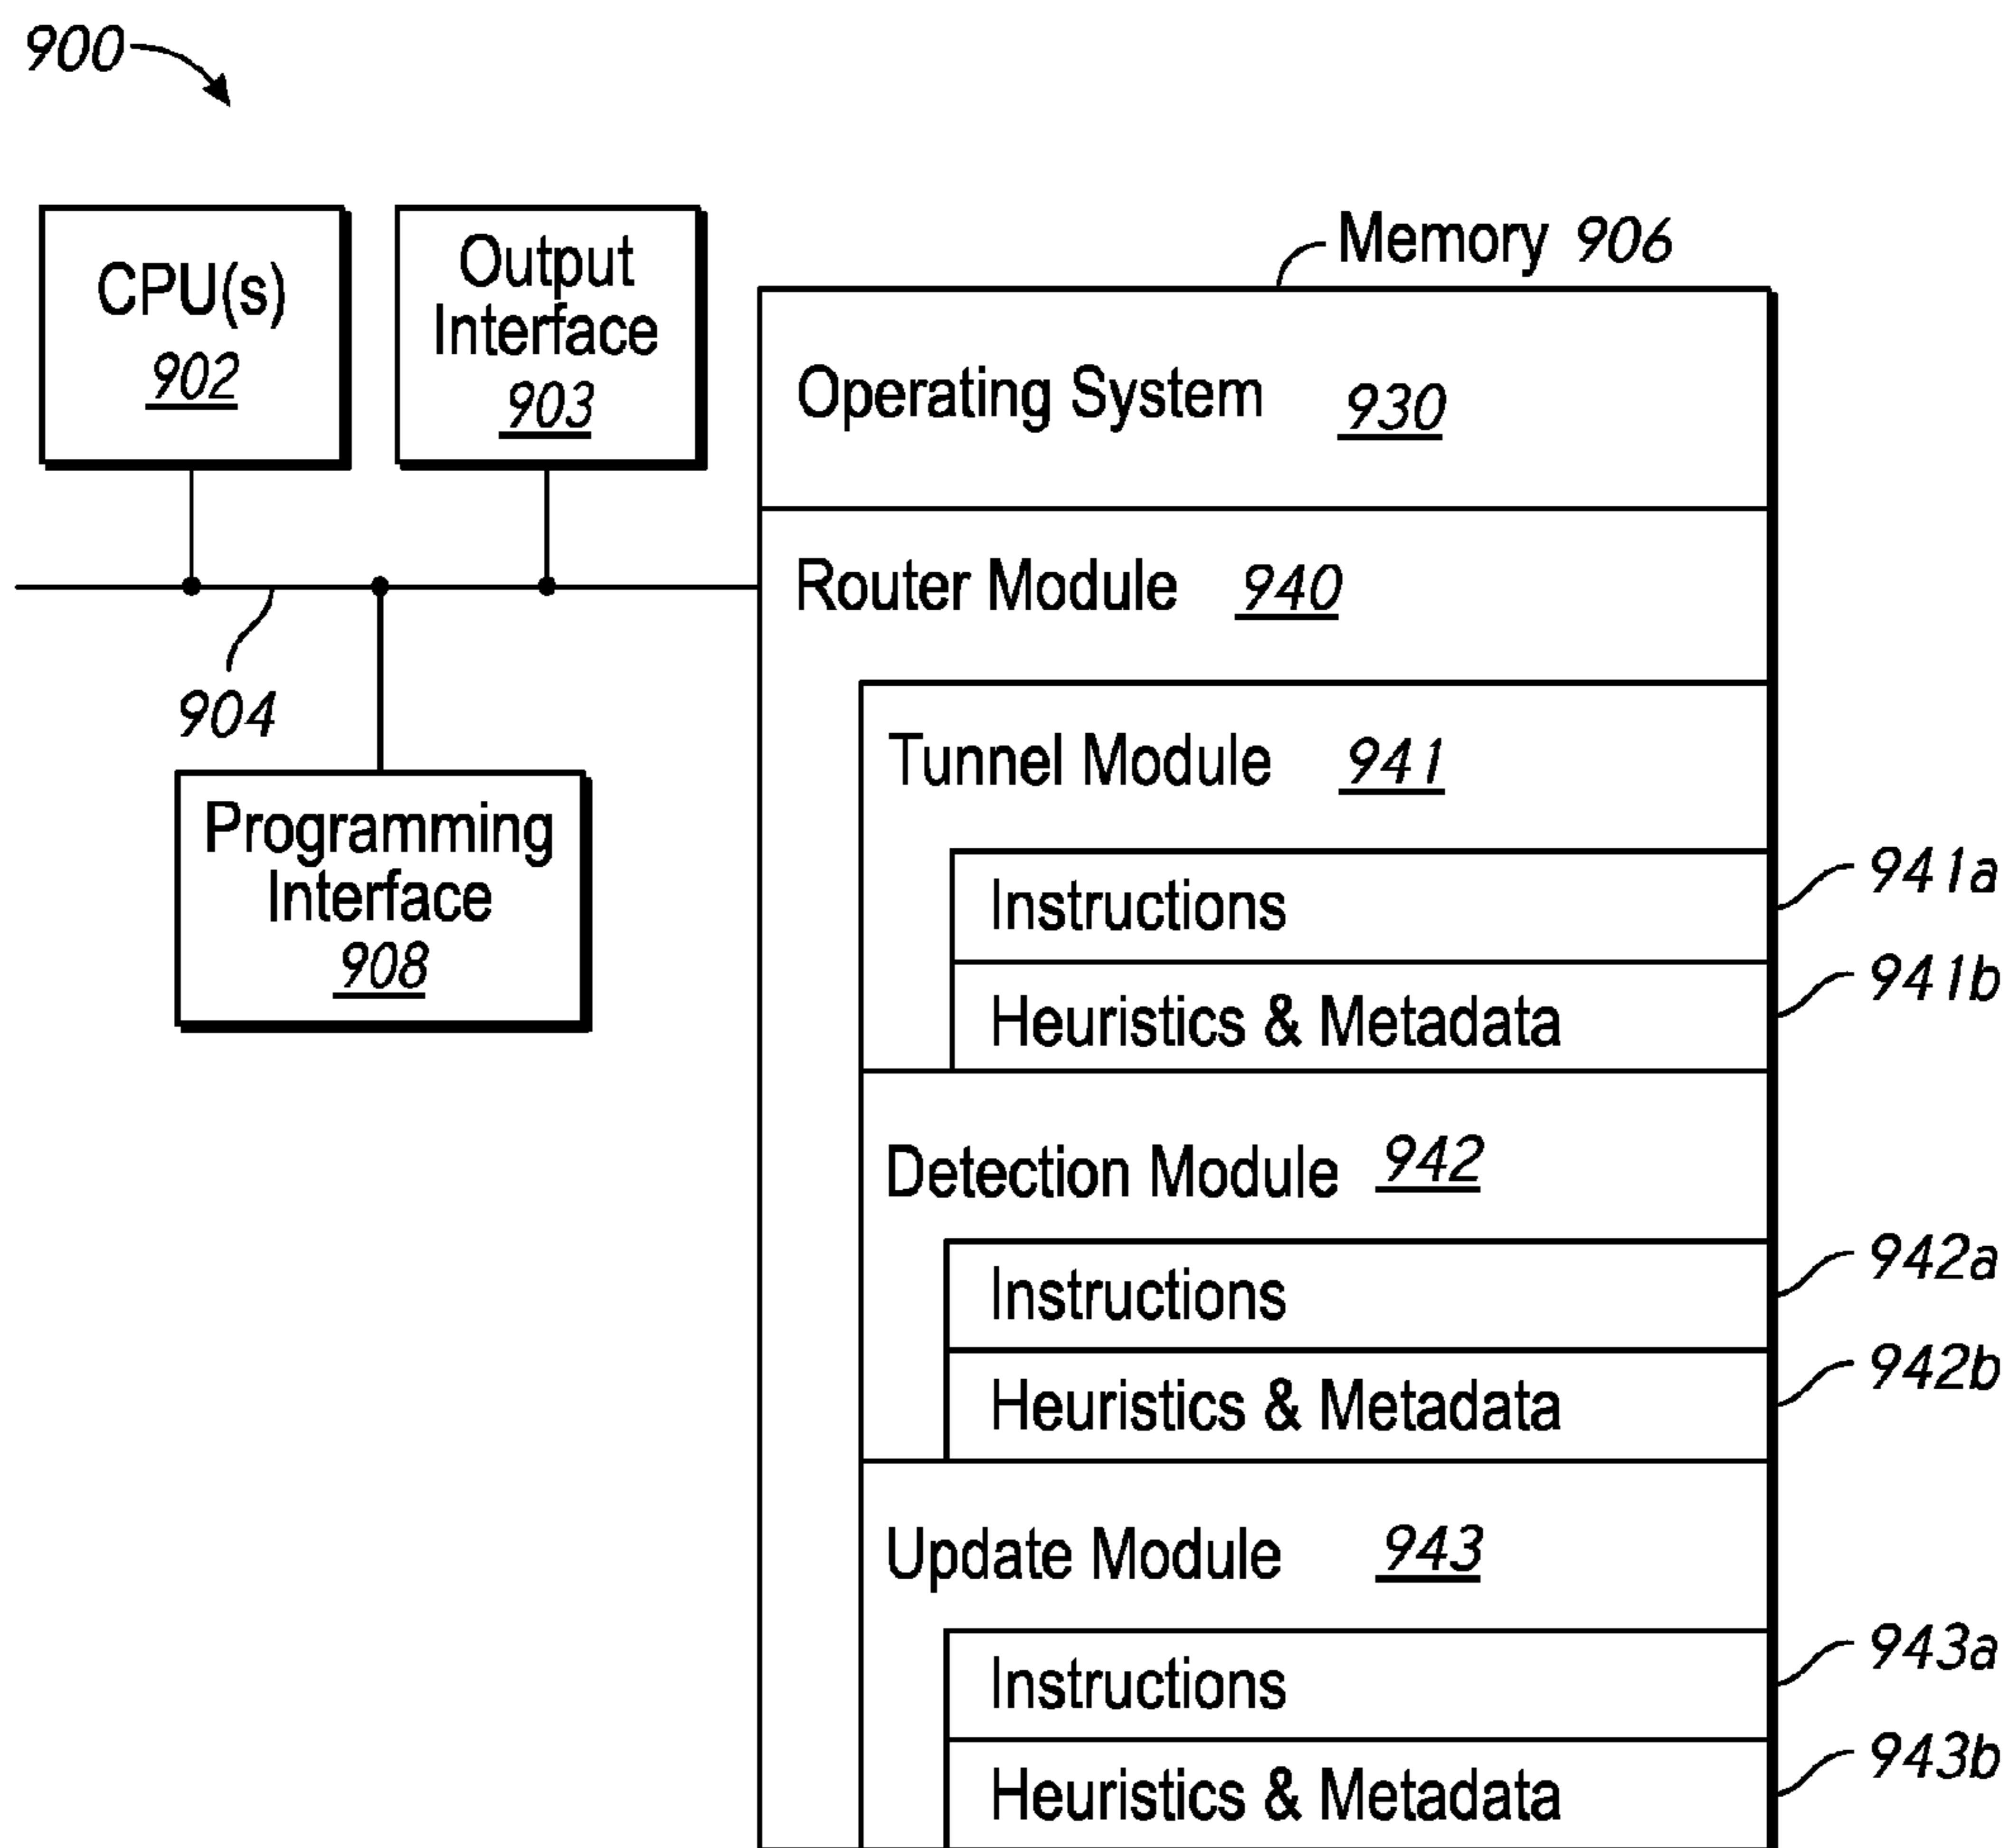 900
CPU(s)
902
Output
Interface
903
904
Programming
Interface
908
Memory 906
Operating System 930
Router Module 940
Tunnel Module 941
Instructions
941a
Heuristics & Metadata
941b
Detection Module 942
Instructions
942a
Heuristics & Metadata
942b
Update Module 943
Instructions
943a
Heuristics & Metadata
943b